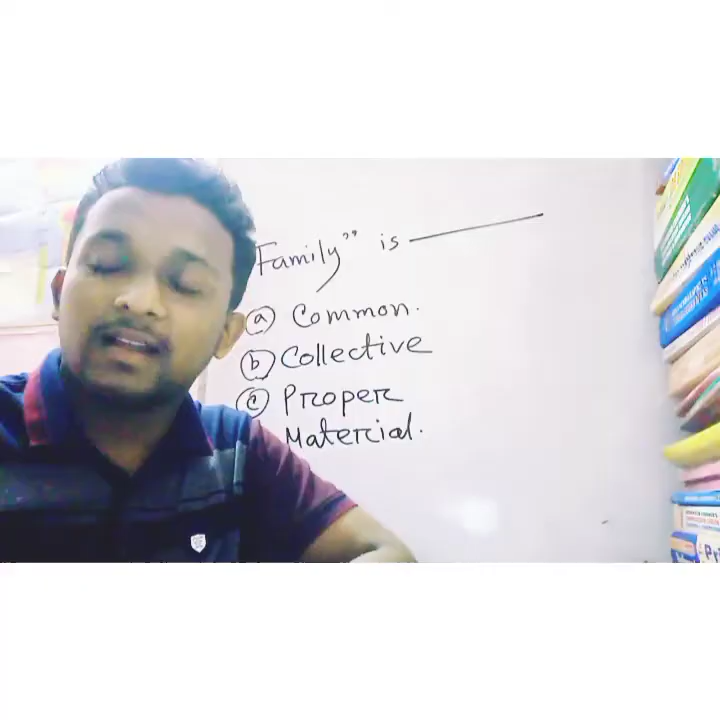 Family" is
(a) Common.
(b) Collective
(c) Proper
Material.